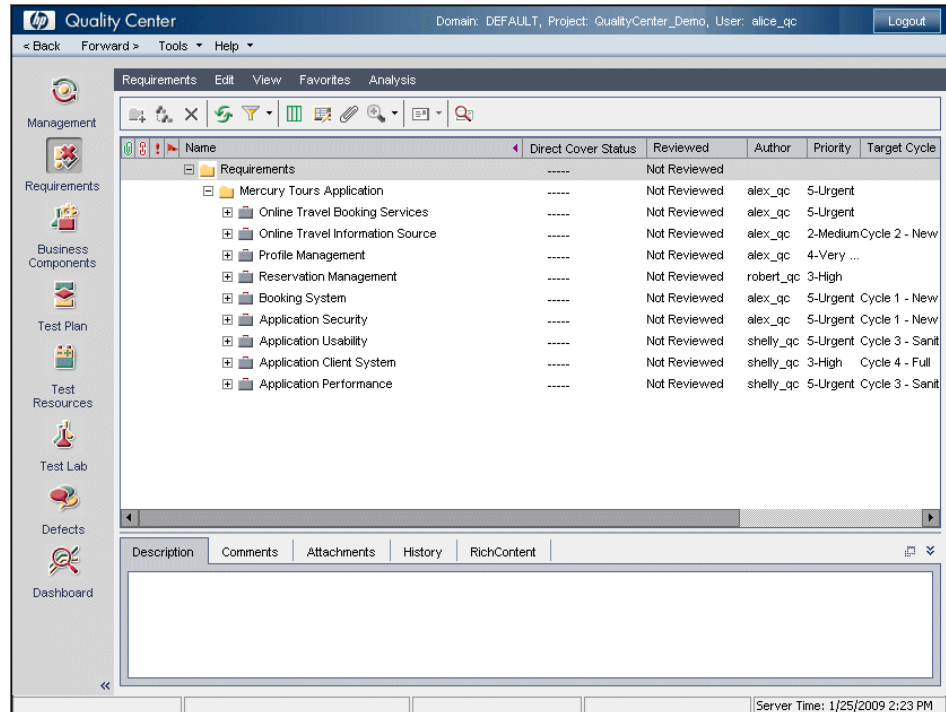 hp Quality Center Domain: DEFAULT, Project: QualityCenter_Demo, User: alice_qc Logout
< Back Forward > Tools Help
Requirements Edit View Favorites Analysis
Management
Requirements
Business
Components
Test Plan
Test
Resources
Test Lab
Defects
Dashboard
Name Direct Cover Status Reviewed Author Priority Target Cycle
Requirements ----- Not Reviewed
Mercury Tours Application ----- Not Reviewed alex_qc 5-Urgent
Online Travel Booking Services ----- Not Reviewed alex_qc 5-Urgent
Online Travel Information Source ----- Not Reviewed alex_qc 2-Medium Cycle 2 - New
Profile Management ----- Not Reviewed alex_qc 4-Very ...
Reservation Management ----- Not Reviewed robert_qc 3-High
Booking System ----- Not Reviewed alex_qc 5-Urgent Cycle 1 - New
Application Security ----- Not Reviewed alex_qc 5-Urgent Cycle 1 - New
Application Usability ----- Not Reviewed shelly_qc 5-Urgent Cycle 3 - Sanit
Application Client System ----- Not Reviewed shelly_qc 3-High Cycle 4 - Full
Application Performance ----- Not Reviewed shelly_qc 5-Urgent Cycle 3 - Sanit
Description Comments Attachments History RichContent
Server Time: 1/25/2009 2:23 PM